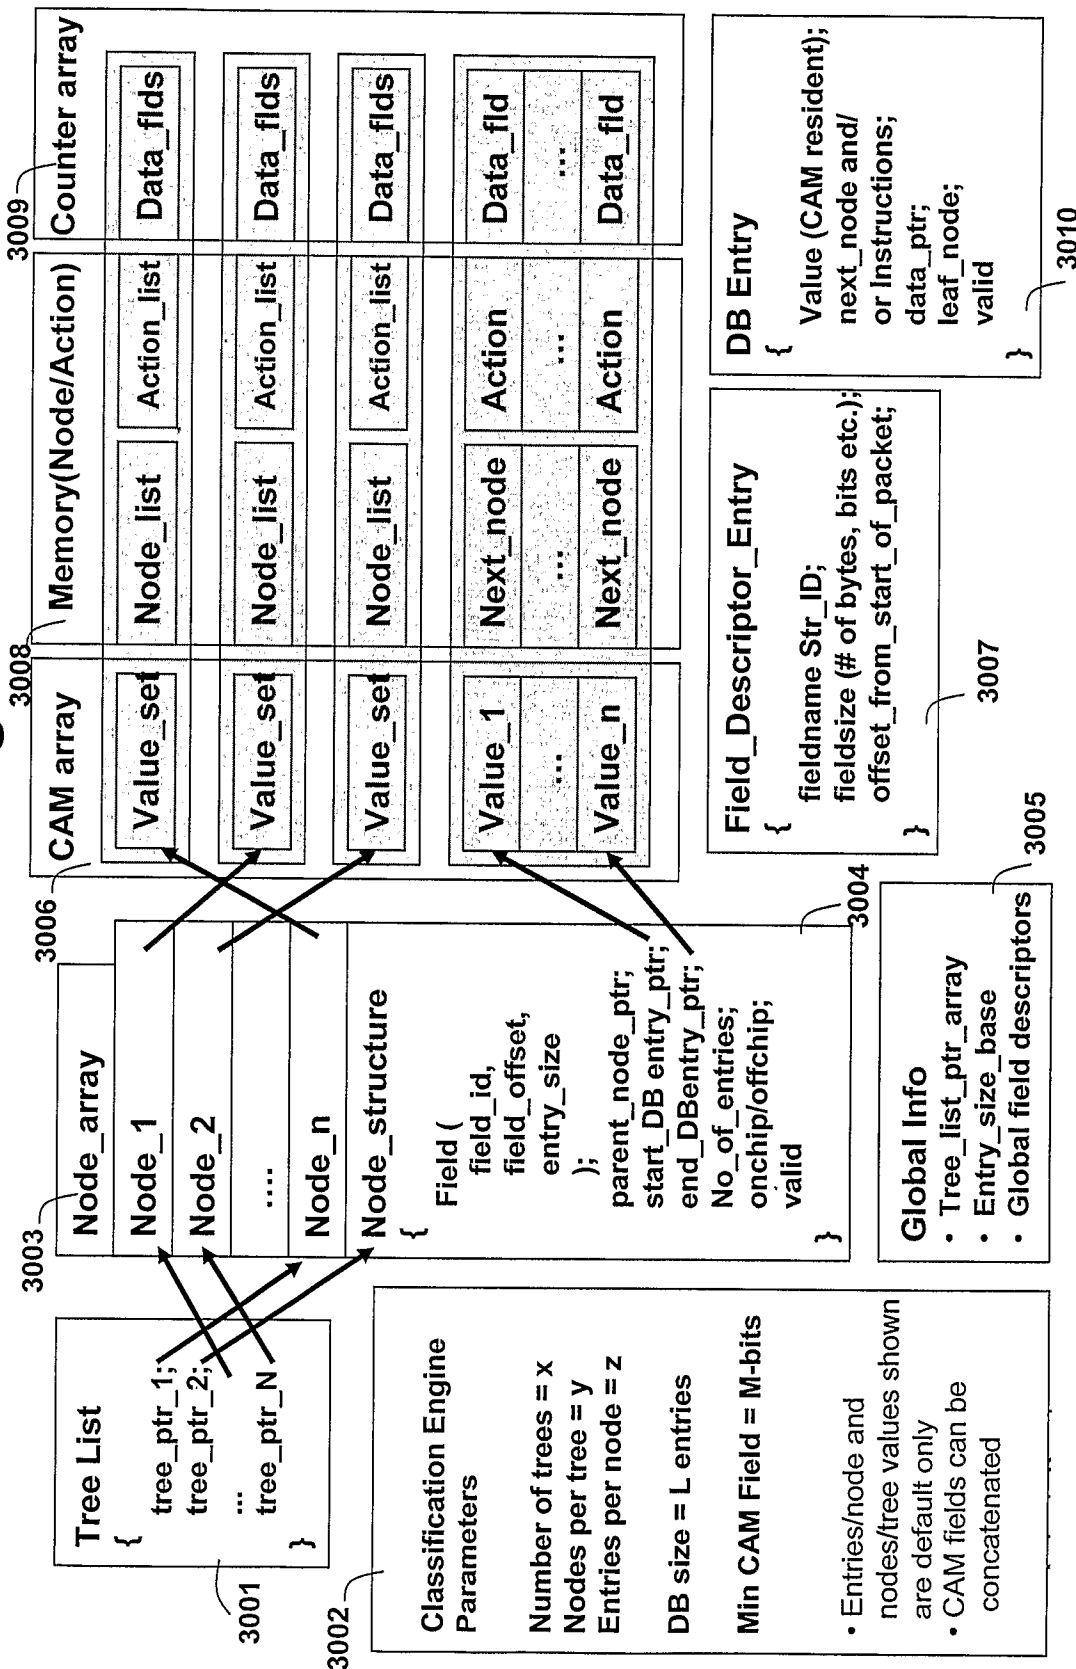 3001
Tree List
{
tree_ptr_1;
tree_ptr_2;
...
tree_ptr_N
}
3002
Classification Engine
Parameters
Number of trees = x
Nodes per tree = y
Entries per node = z
DB size = L entries
Min CAM Field = M-bits
• Entries/node and
nodes/tree values shown
are default only
• CAM fields can be
concatenated
3003
Node_array
Node_1
Node_2
....
Node_n
Node_structure
{
Field (
field_id,
field_offset,
entry_size
);
parent_node_ptr;
start_DB entry_ptr;
end_DBentry_ptr;
No_of_entries;
onchip/offchip;
valid
}
3004
Global Info
• Tree_list_ptr_array
• Entry_size_base
• Global field descriptors
3005
3006
CAM array
Value_set
Value_set
Value_set
Value_1
...
Value_n
3008
Memory(Node/Action)
Node_list Action_list
Node_list Action_list
Node_list Action_list
Next_node Action
... ...
Next_node Action
3009
Counter array
Data_flds
Data_flds
Data_flds
Data_fld
...
Data_fld
Field_Descriptor_Entry
{
fieldname Str_ID;
fieldsize (# of bytes, bits etc.);
offset_from_start_of_packet;
}
3007
DB Entry
{
Value (CAM resident);
next_node and/
or Instructions;
data_ptr;
leaf_node;
valid
}
3010